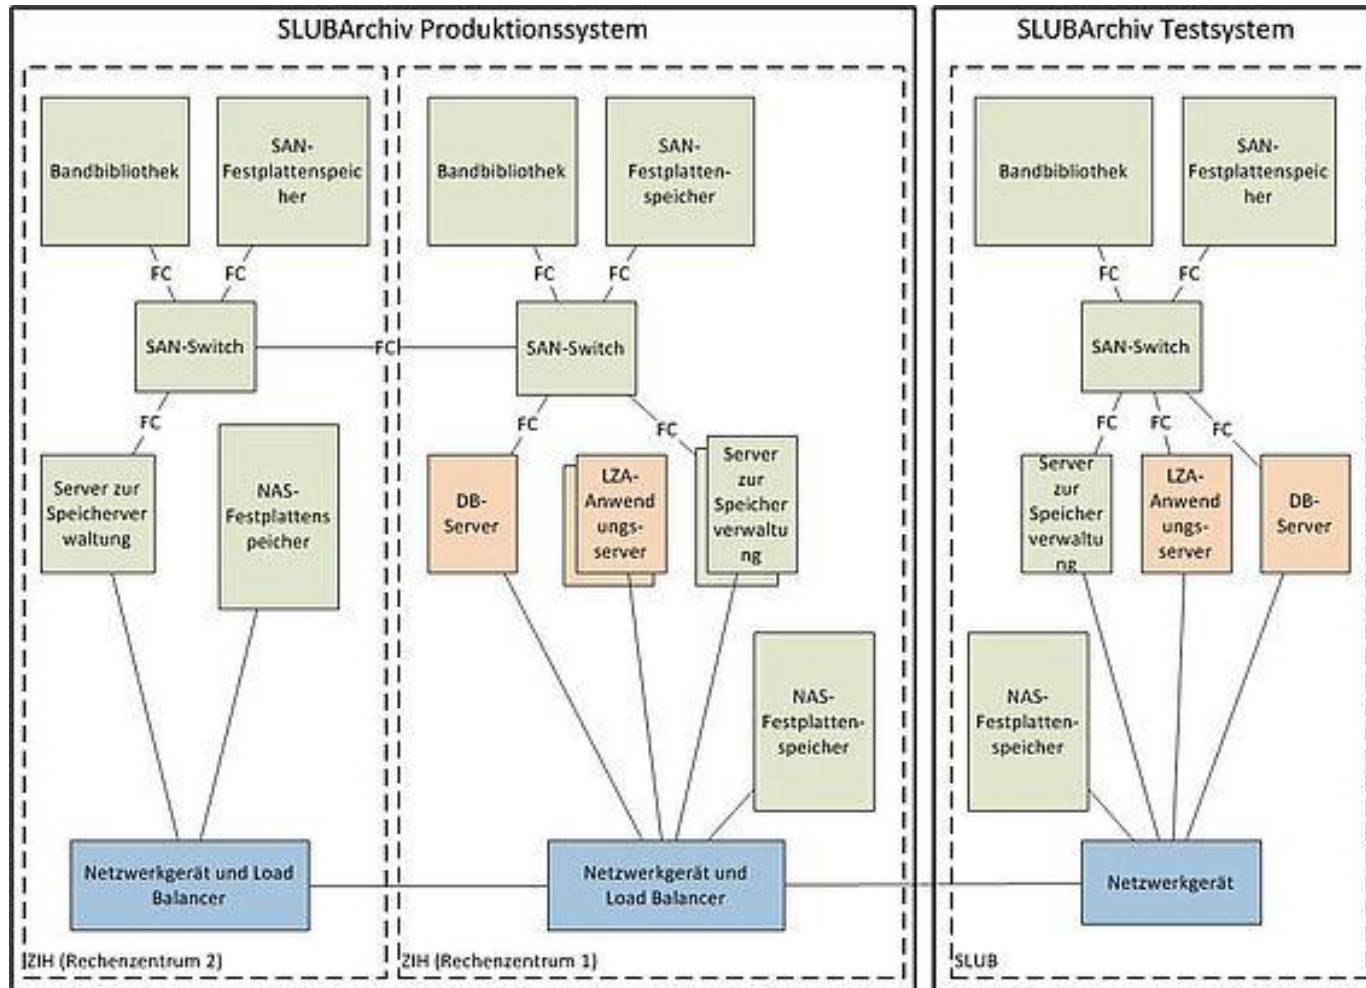 SLUBArchiv Produktionssystem
Bandbibliothek
SAN-
Festplattenspeic
her
FC
FC
SAN-Switch
FC
FC
Server zur
Speicherver
waltung
NAS-
Festplattens
peicher
Netzwerkgerät und Load
Balancer
ZIH (Rechenzentrum 2)
Bandbibliothek
SAN-
Festplatten-
speicher
FC
FC
SAN-Switch
FC
FC
DB-
Server
LZA-
Anwend
ungs-
server
Server
zur
Speicher
verwaltu
ng
NAS-
Festplatten-
speicher
Netzwerkgerät und
Load Balancer
ZIH (Rechenzentrum 1)
SLUBArchiv Testsystem
Bandbibliothek
SAN-
Festplattenspeic
her
FC
FC
SAN-Switch
FC
FC
FC
Server
zur
Speicher
verwaltu
ng
LZA-
Anwend
ungs-
server
DB-
Server
NAS-
Festplatten-
speicher
Netzwerkgerät
SLUB